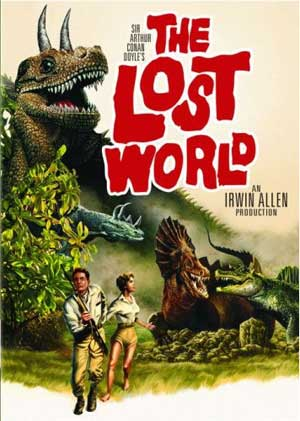 SIR
ARTHUR
CONAN
DOYLE'S
THE
LOST
WORLD
AN
IRWIN ALLEN
PRODUCTION